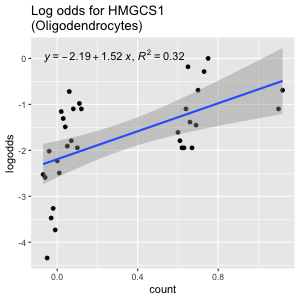 Log odds for HMGCS1
(Oligodendrocytes)
y = −2.19 + 1.52 x, R² = 0.32
0
-1
-2
-3
-4
logodds
0.0 0.4 0.8
count